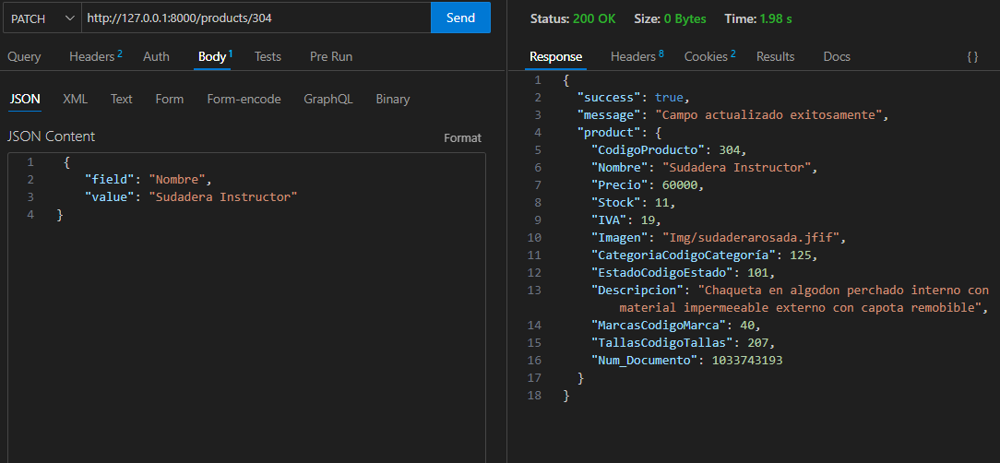 PATCH http://127.0.0.1:8000/products/304 Send
Query Headers 2 Auth Body 1 Tests Pre Run
JSON XML Text Form Form-encode GraphQL Binary
JSON Content Format
1 {
2 "field": "Nombre",
3 "value": "Sudadera Instructor"
4 }
Status: 200 OK Size: 0 Bytes Time: 1.98 s
Response Headers 8 Cookies 2 Results Docs {}
1 {
2 "success": true,
3 "message": "Campo actualizado exitosamente",
4 "product": {
5 "CodigoProducto": 304,
6 "Nombre": "Sudadera Instructor",
7 "Precio": 60000,
8 "Stock": 11,
9 "IVA": 19,
10 "Imagen": "Img/sudaderarosada.jfif",
11 "CategoriaCodigoCategoría": 125,
12 "EstadoCodigoEstado": 101,
13 "Descripcion": "Chaqueta en algodon perchado interno con
material impermeeable externo con capota remobible",
14 "MarcasCodigoMarca": 40,
15 "TallasCodigoTallas": 207,
16 "Num_Documento": 1033743193
17 }
18 }